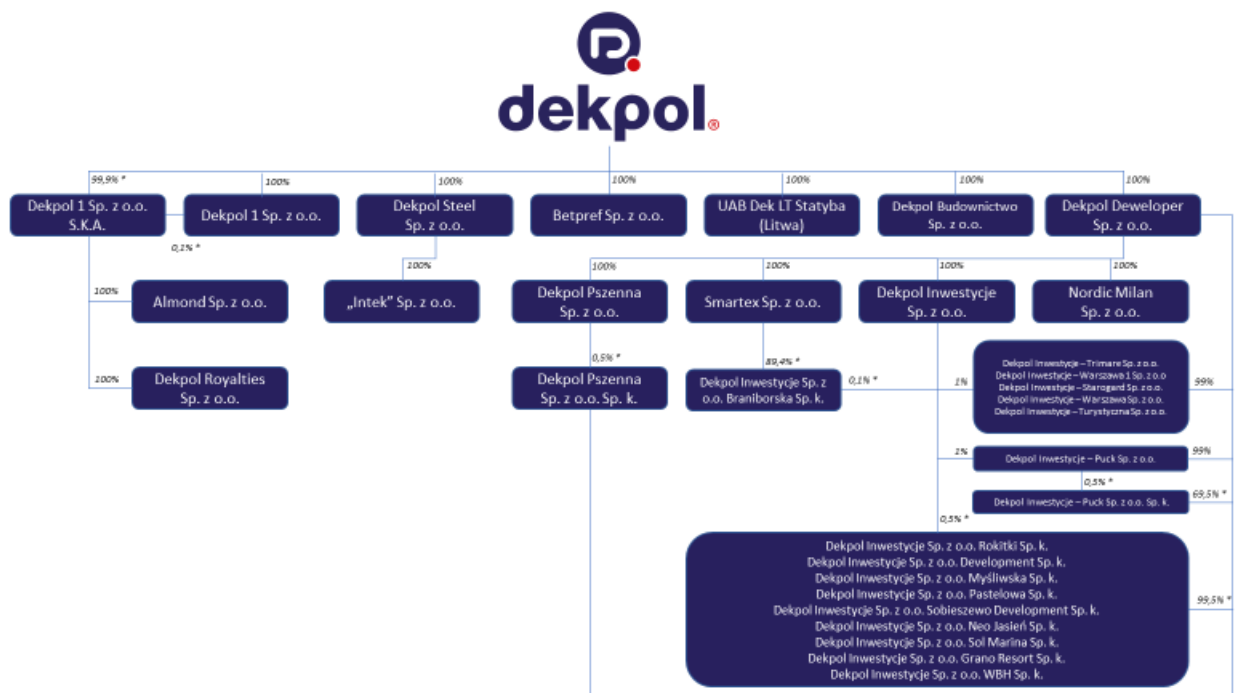 dekpol®
99,9% *
100%
100%
100%
100%
100%
100%
Dekpol 1 Sp. z o.o.
S.K.A.
Dekpol 1 Sp. z o.o.
Dekpol Steel
Sp. z o.o.
Betpref Sp. z o.o.
UAB Dek LT Statyba
(Litwa)
Dekpol Budownictwo
Sp. z o.o.
Dekpol Deweloper
Sp. z o.o.
0,1% *
100%
100%
100%
100%
100%
100%
Almond Sp. z o.o.
„Intek” Sp. z o.o.
Dekpol Pszenna
Sp. z o.o.
Smartex Sp. z o.o.
Dekpol Inwestycje
Sp. z o.o.
Nordic Milan
Sp. z o.o.
100%
Dekpol Royalties
Sp. z o.o.
0,5% *
Dekpol Pszenna
Sp. z o.o. Sp. k.
89,4% *
Dekpol Inwestycje Sp. z
o.o. Braniborska Sp. k.
0,1% *
1%
Dekpol Inwestycje – Trimare Sp. z o.o.
Dekpol Inwestycje – Warszawa 1 Sp. z o.o
Dekpol Inwestycje – Starogard Sp. z o.o.
Dekpol Inwestycje – Warszawa Sp. z o.o.
Dekpol Inwestycje – Turystyczna Sp. z o.o.
99%
1%
Dekpol Inwestycje – Puck Sp. z o.o.
99%
0,5% *
Dekpol Inwestycje – Puck Sp. z o.o. Sp. k.
69,5% *
0,5% *
Dekpol Inwestycje Sp. z o.o. Rokitki Sp. k.
Dekpol Inwestycje Sp. z o.o. Development Sp. k.
Dekpol Inwestycje Sp. z o.o. Myśliwska Sp. k.
Dekpol Inwestycje Sp. z o.o. Pastelowa Sp. k.
Dekpol Inwestycje Sp. z o.o. Sobieszewo Development Sp. k.
Dekpol Inwestycje Sp. z o.o. Neo Jasień Sp. k.
Dekpol Inwestycje Sp. z o.o. Sol Marina Sp. k.
Dekpol Inwestycje Sp. z o.o. Grano Resort Sp. k.
Dekpol Inwestycje Sp. z o.o. WBH Sp. k.
99,5% *